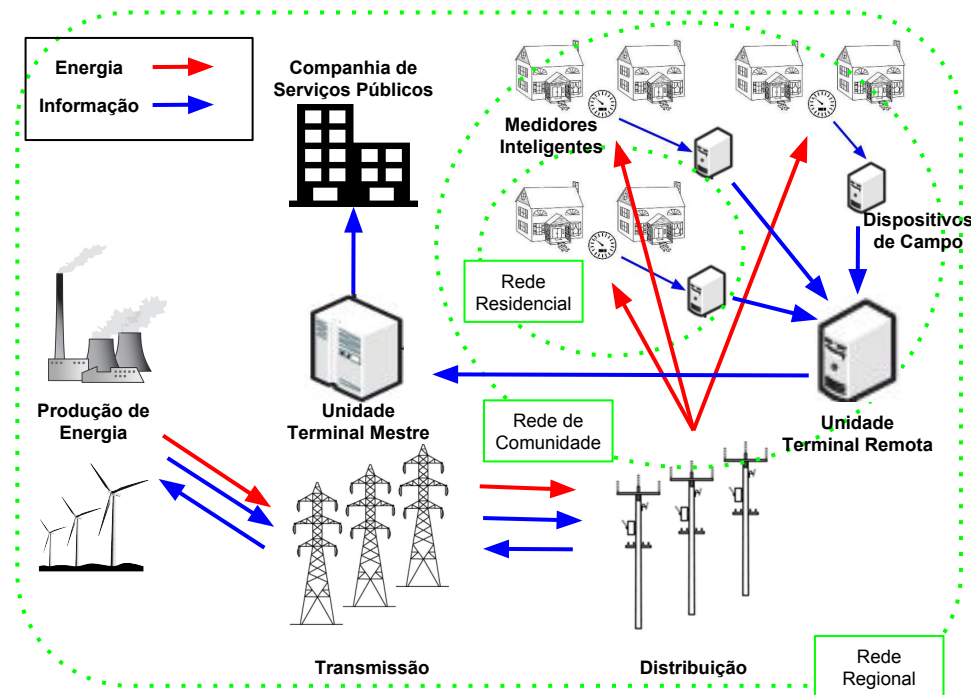 Energia
Informação
Companhia de
Serviços Públicos
Medidores
Inteligentes
Dispositivos
de Campo
Rede
Residencial
Produção de
Energia
Unidade
Terminal Mestre
Rede de
Comunidade
Unidade
Terminal Remota
Transmissão
Distribuição
Rede
Regional